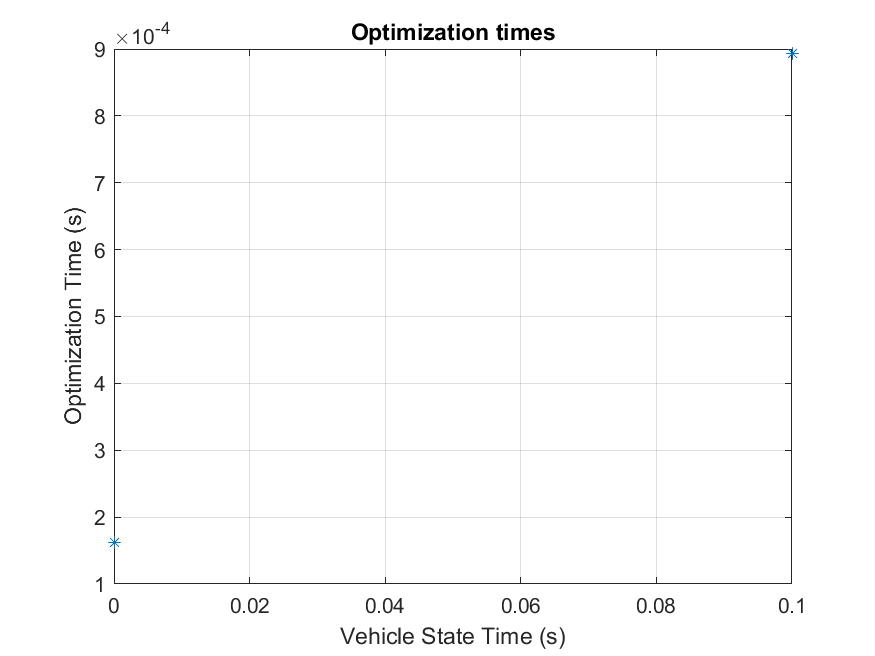 Optimization times
×10-4
9
8
7
6
5
4
3
2
1
Optimization Time (s)
0 0.02 0.04 0.06 0.08 0.1
Vehicle State Time (s)